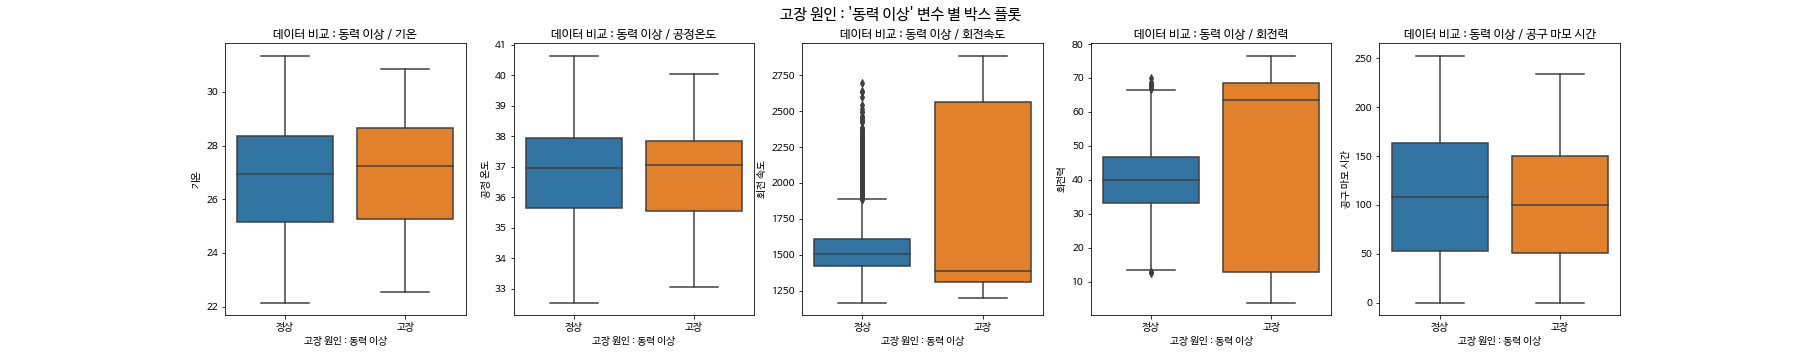 고장 원인 : '동력 이상' 변수 별 박스 플롯
데이터 비교 : 동력 이상 / 기온
기온
30
28
26
24
22
정상
고장
고장 원인 : 동력 이상
데이터 비교 : 동력 이상 / 공정온도
공정 온도
41
40
39
38
37
36
35
34
33
정상
고장
고장 원인 : 동력 이상
데이터 비교 : 동력 이상 / 회전속도
회전 속도
2750
2500
2250
2000
1750
1500
1250
정상
고장
고장 원인 : 동력 이상
데이터 비교 : 동력 이상 / 회전력
회전력
80
70
60
50
40
30
20
10
정상
고장
고장 원인 : 동력 이상
데이터 비교 : 동력 이상 / 공구 마모 시간
공구 마모 시간
250
200
150
100
50
0
정상
고장
고장 원인 : 동력 이상